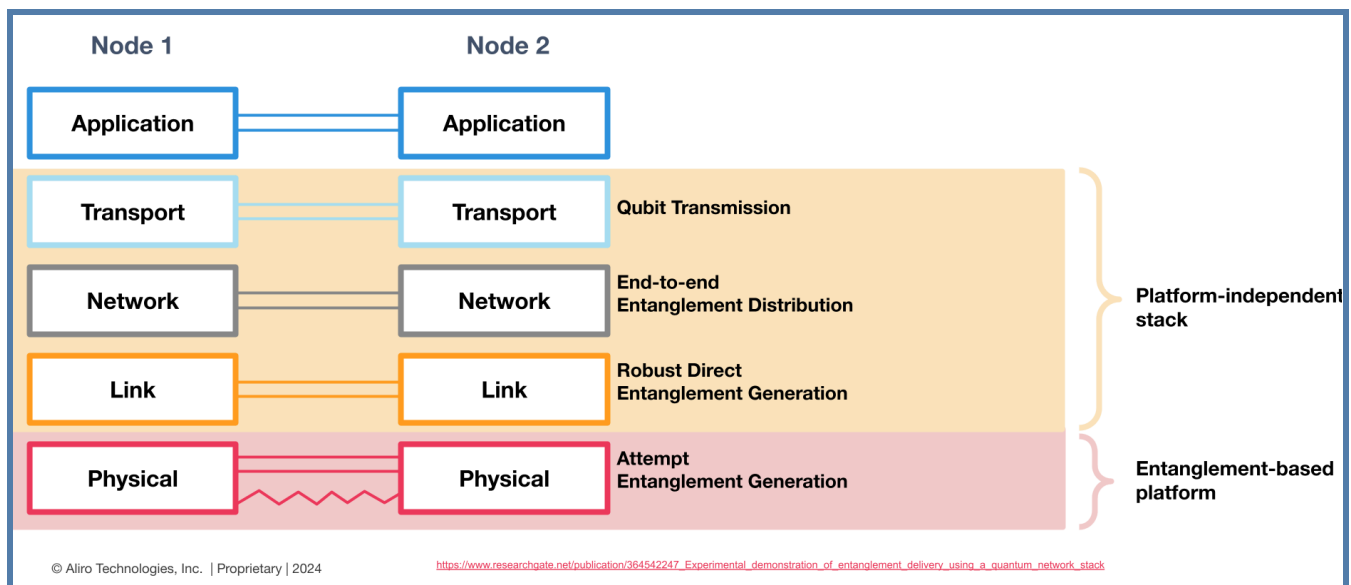 Node 1
Node 2
Application
Application
Transport
Transport
Qubit Transmission
Network
Network
End-to-end
Entanglement Distribution
Platform-independent
stack
Link
Link
Robust Direct
Entanglement Generation
Physical
Physical
Attempt
Entanglement Generation
Entanglement-based
platform
© Aliro Technologies, Inc. | Proprietary | 2024
https://www.researchgate.net/publication/364542247_Experimental_demonstration_of_entanglement_delivery_using_a_quantum_network_stack